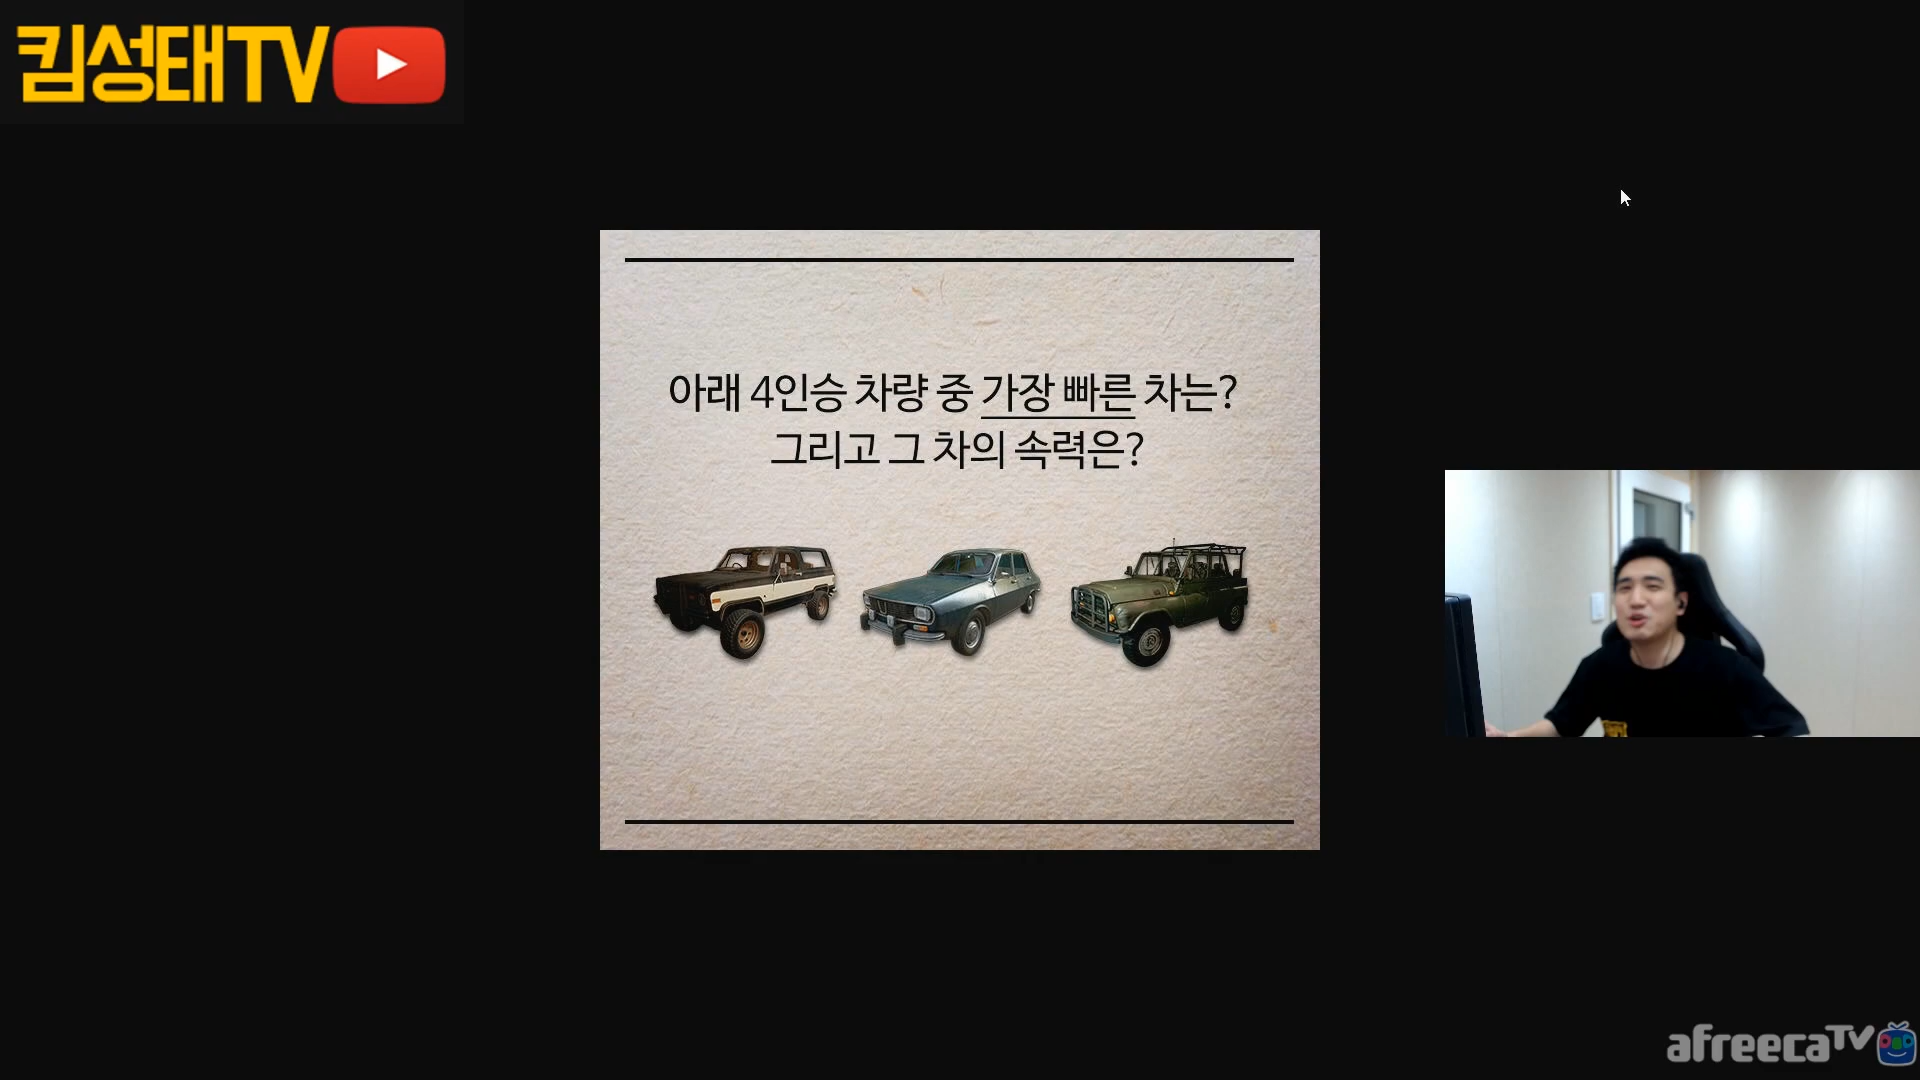 킴성태TV
아래 4인승 차량 중 가장 빠른 차는?
그리고 그 차의 속력은?
afreecaTV